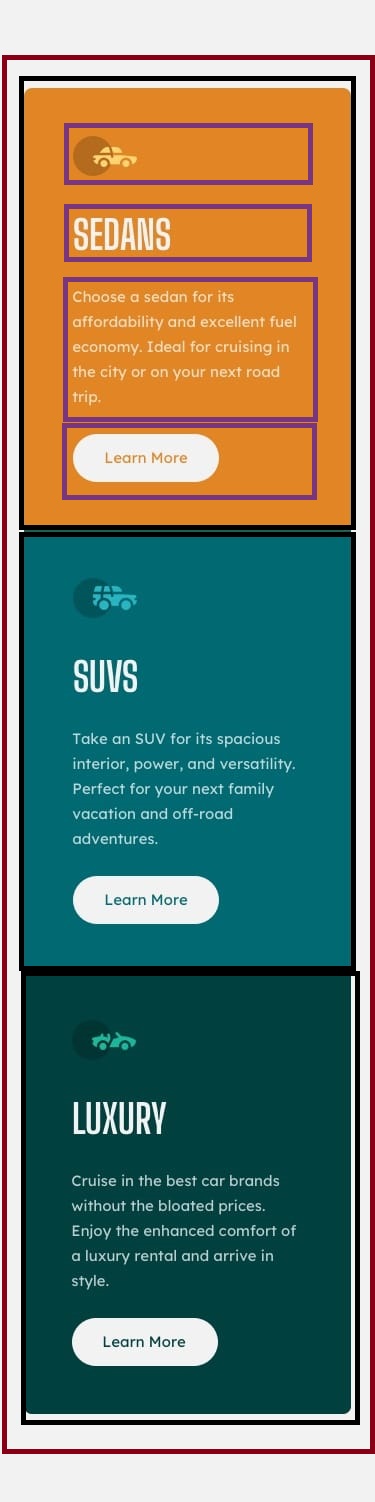 SEDANS
Choose a sedan for its
affordability and excellent fuel
economy. Ideal for cruising in
the city or on your next road
trip.
Learn More
SUVS
Take an SUV for its spacious
interior, power, and versatility.
Perfect for your next family
vacation and off-road
adventures.
Learn More
LUXURY
Cruise in the best car brands
without the bloated prices.
Enjoy the enhanced comfort of
a luxury rental and arrive in
style.
Learn More